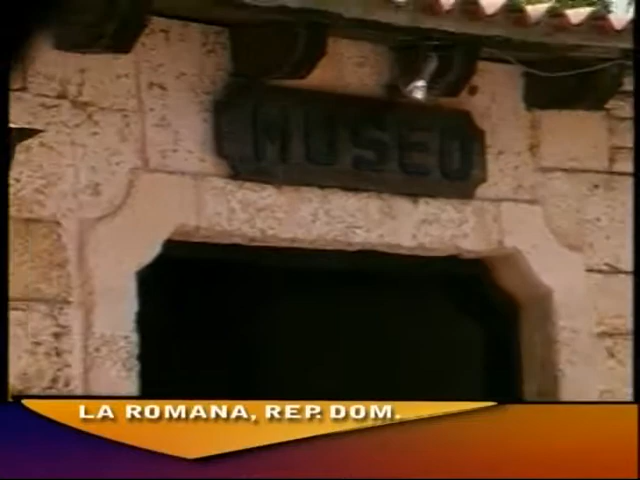 MUSEO
LA ROMANA, REP. DOM.